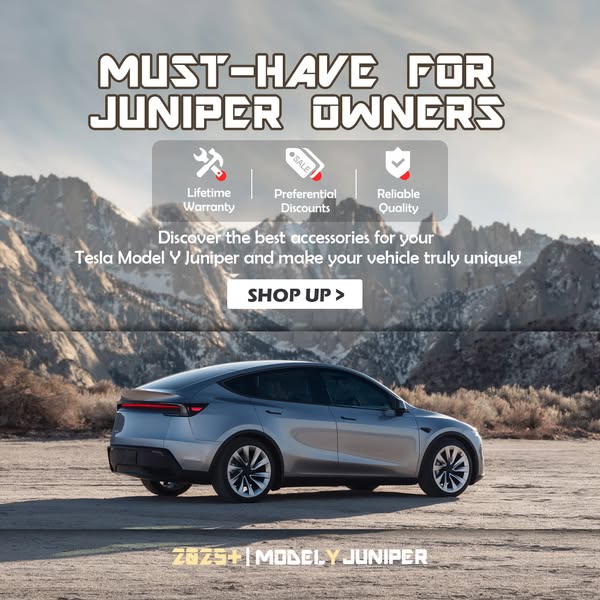 MUST-HAVE FOR
JUNIPER OWNERS
Lifetime
Warranty
SALE
Preferential
Discounts
Reliable
Quality
Discover the best accessories for your
Tesla Model Y Juniper and make your vehicle truly unique!
SHOP UP >
2025+ | MODEL Y JUNIPER